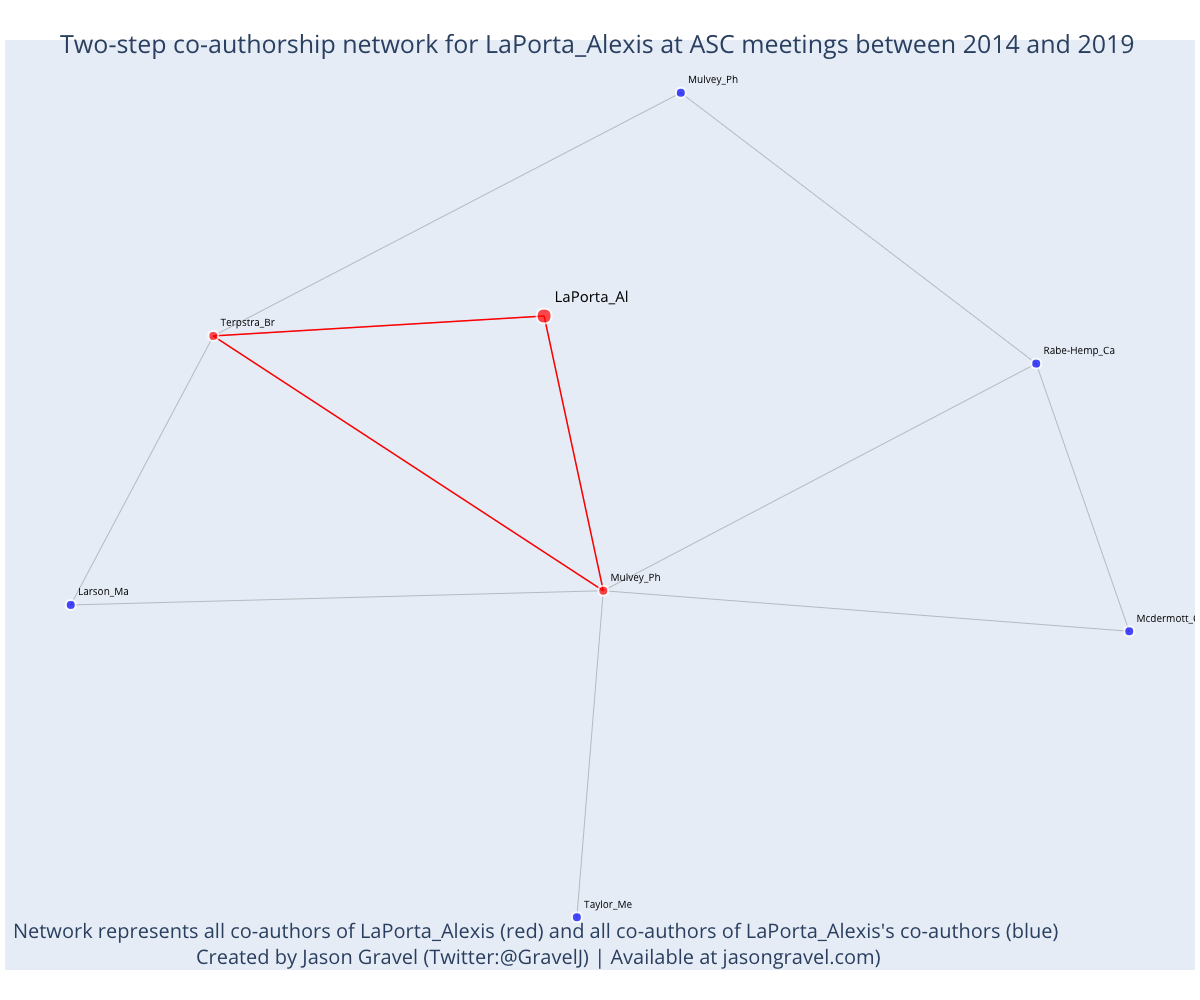 Two-step co-authorship network for LaPorta_Alexis at ASC meetings between 2014 and 2019
Mulvey_Ph
LaPorta_Al
Terpstra_Br
Rabe-Hemp_Ca
Mulvey_Ph
Larson_Ma
Mcdermott_
Taylor_Me
Network represents all co-authors of LaPorta_Alexis (red) and all co-authors of LaPorta_Alexis's co-authors (blue)
Created by Jason Gravel (Twitter:@GravelJ) | Available at jasongravel.com)